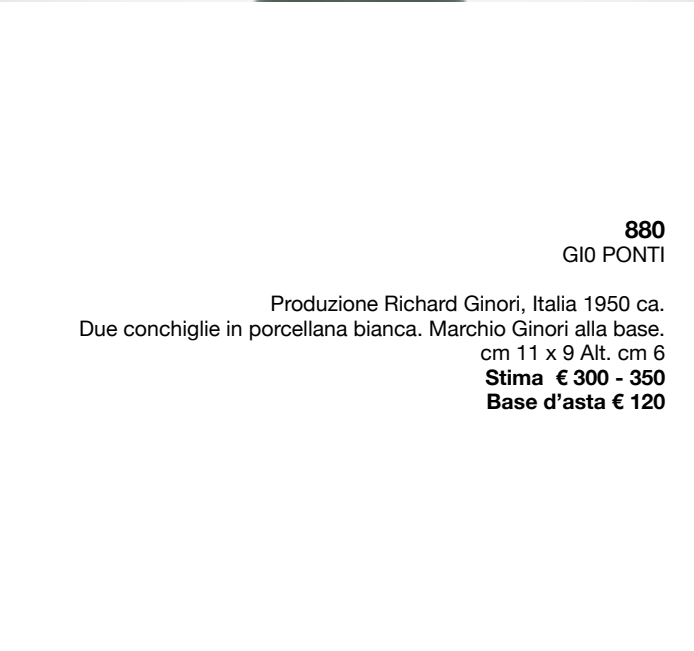 880
GI0 PONTI
Produzione Richard Ginori, Italia 1950 ca.
Due conchiglie in porcellana bianca. Marchio Ginori alla base.
cm 11 x 9 Alt. cm 6
Stima  € 300 - 350
Base d’asta € 120